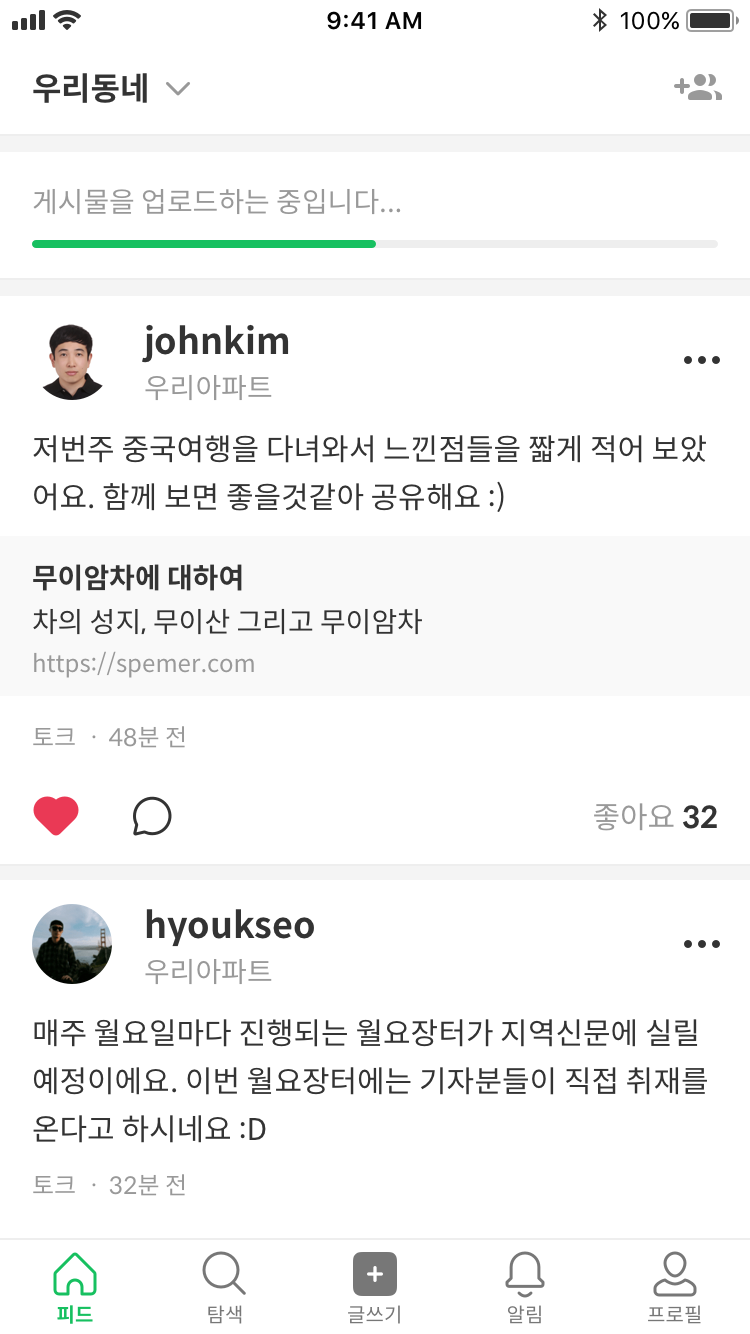 9:41 AM 100%
우리동네
게시물을 업로드하는 중입니다...
johnkim
우리아파트
저번주 중국여행을 다녀와서 느낀점들을 짧게 적어 보았
어요. 함께 보면 좋을것같아 공유해요 :)
무이암차에 대하여
차의 성지, 무이산 그리고 무이암차
https://spemer.com
토크 · 48분 전
좋아요 32
hyoukseo
우리아파트
매주 월요일마다 진행되는 월요장터가 지역신문에 실릴
예정이에요. 이번 월요장터에는 기자분들이 직접 취재를
온다고 하시네요 :D
토크 · 32분 전
피드 탐색 글쓰기 알림 프로필